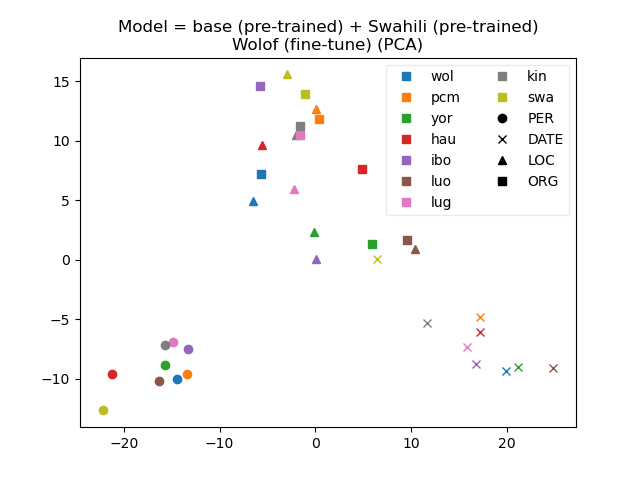 Model = base (pre-trained) + Swahili (pre-trained)
Wolof (fine-tune) (PCA)
wol
pcm
yor
hau
ibo
luo
lug
kin
swa
PER
DATE
LOC
ORG
15
10
5
0
−5
−10
−20
−10
0
10
20